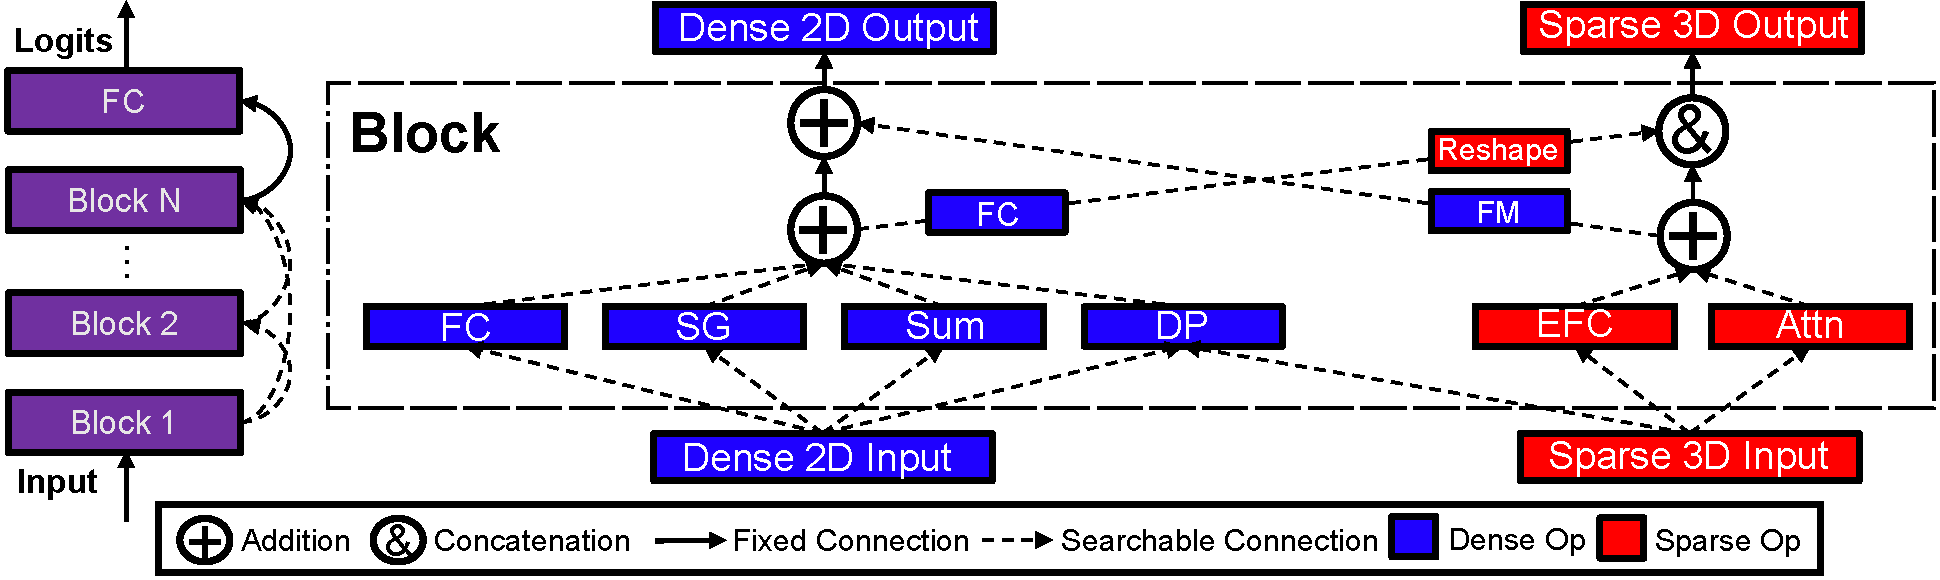 Logits
FC
Block N
Block 2
Block 1
Input
Dense 2D Output
Sparse 3D Output
Block
&
Reshape
FC
FM
FC
SG
Sum
DP
EFC
Attn
Dense 2D Input
Sparse 3D Input
& Addition Concatenation Fixed Connection Searchable Connection Dense Op Sparse Op